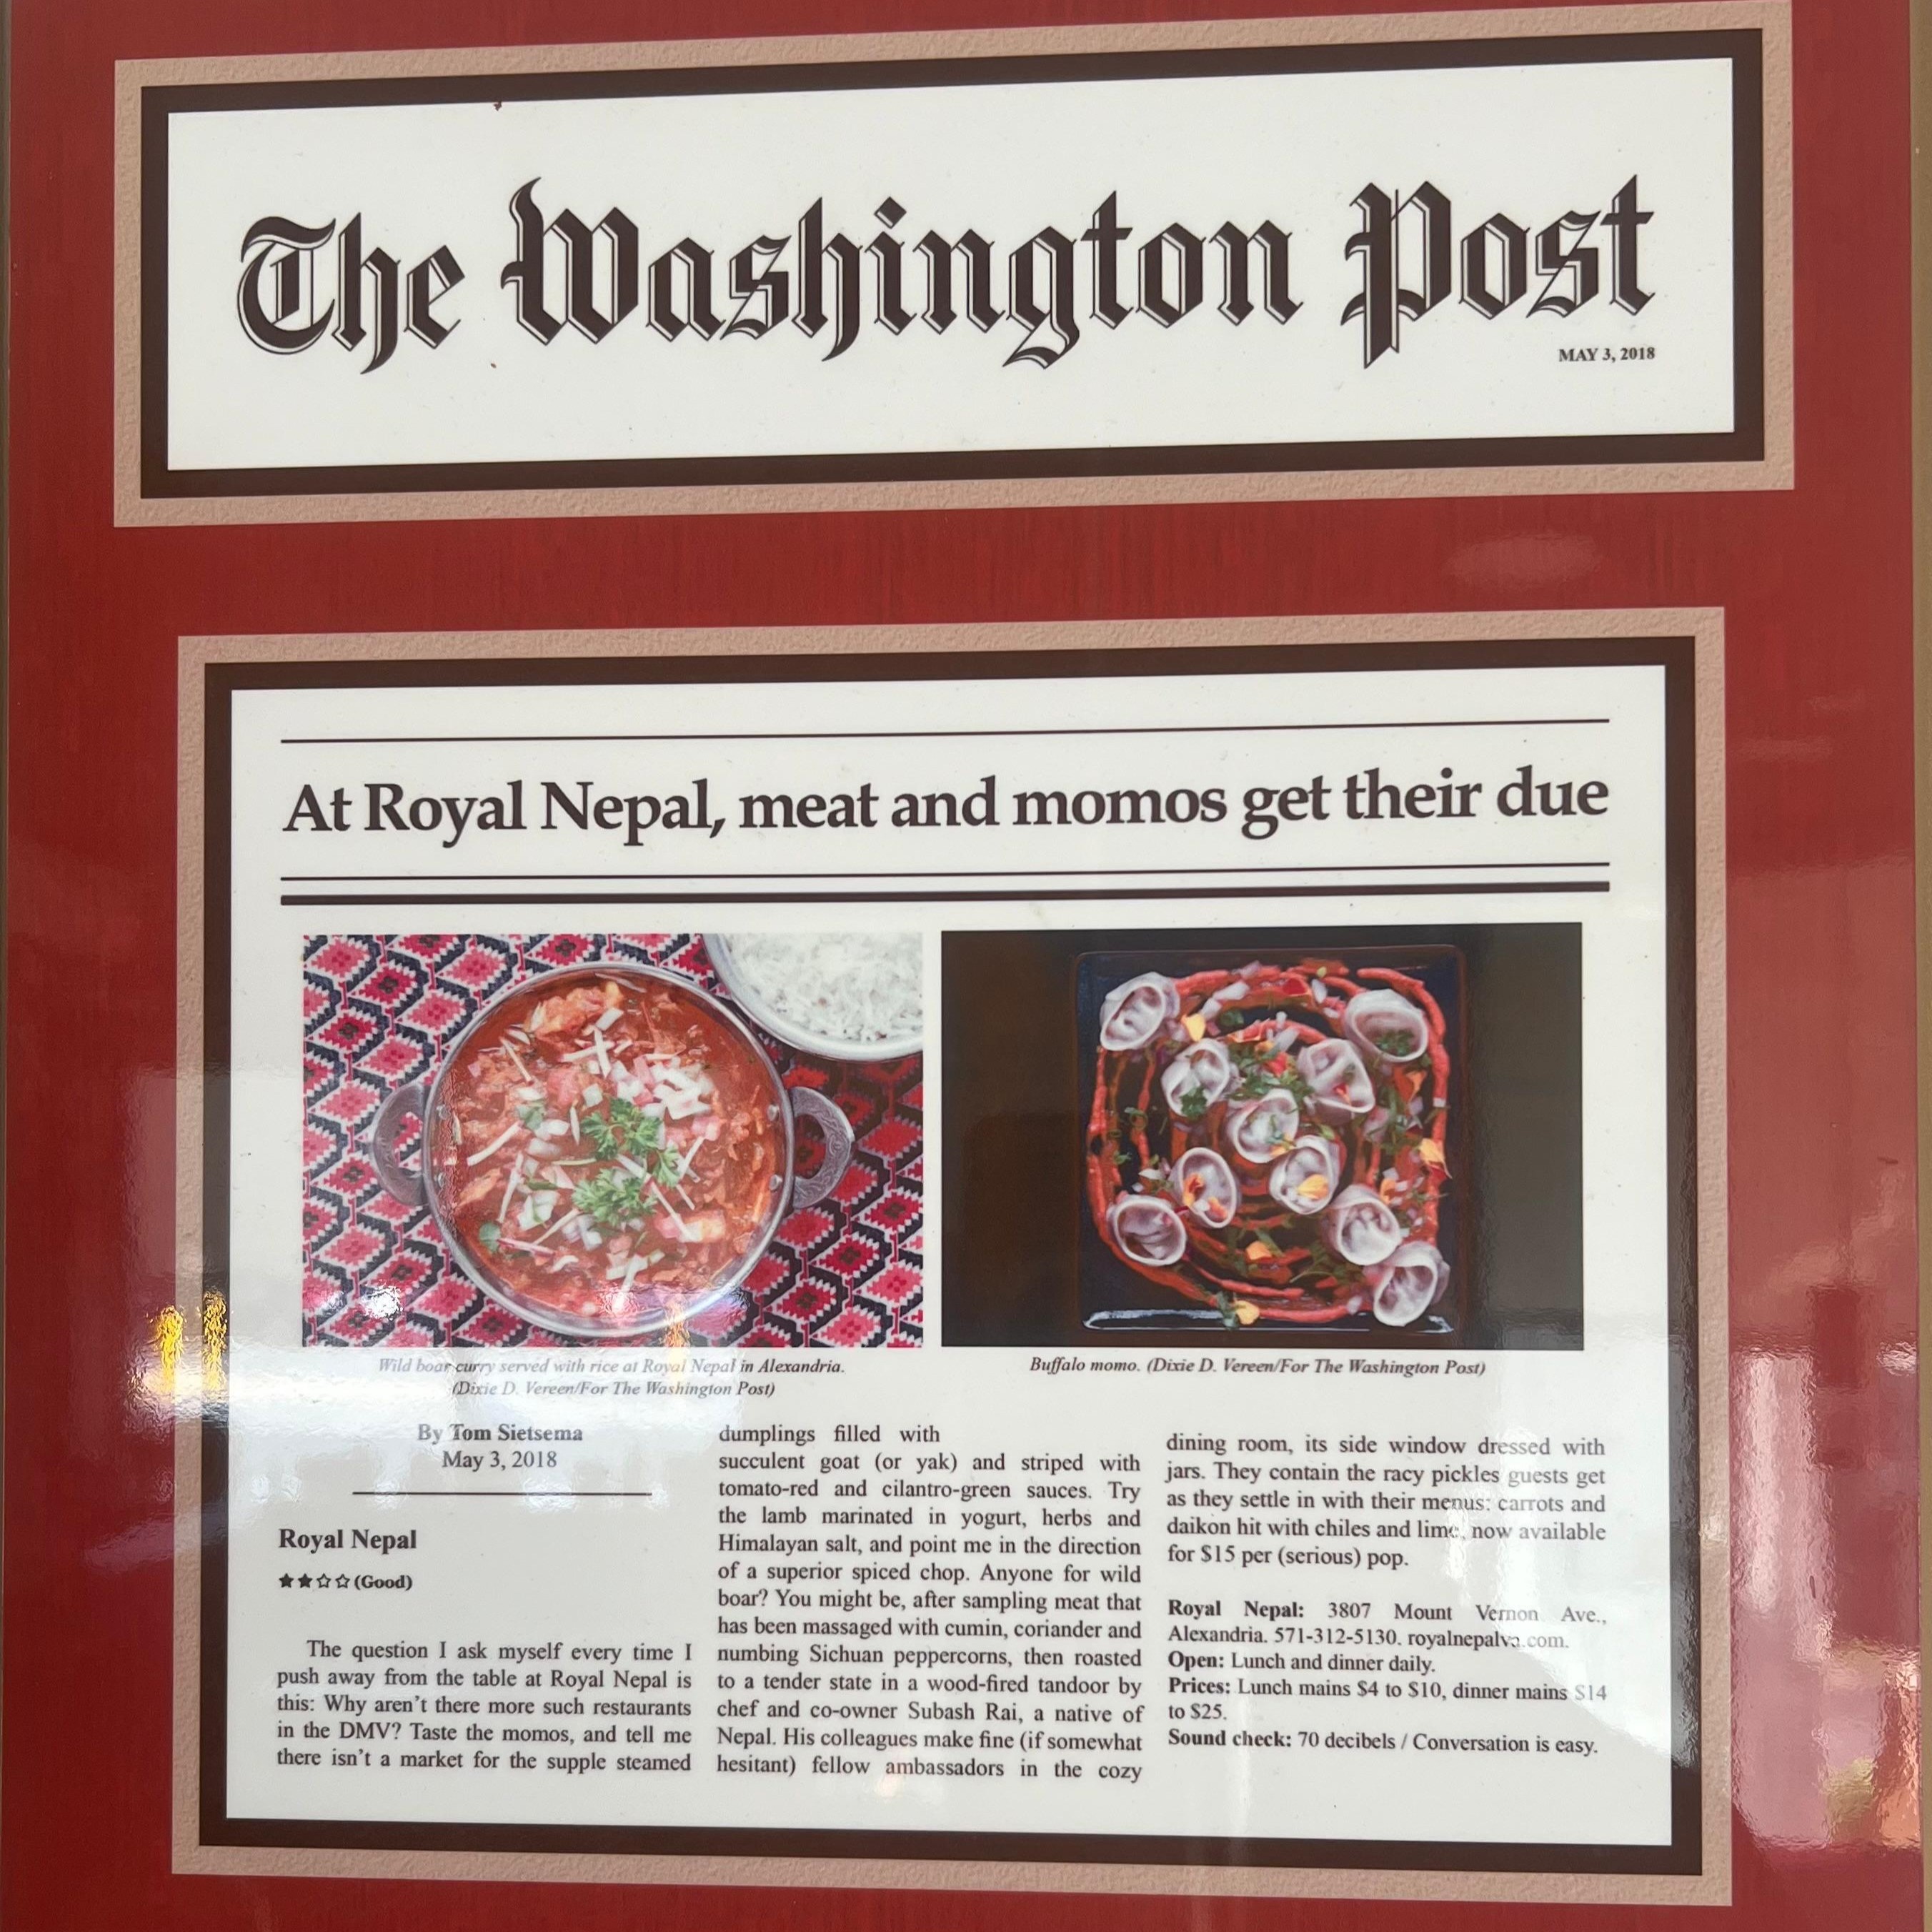 The Washington Post
MAY 3, 2018
At Royal Nepal, meat and momos get their due
Wild boar curry served with rice at Royal Nepal in Alexandria.
(Dixie D. Vereen/For The Washington Post)
Buffalo momo. (Dixie D. Vereen/For The Washington Post)
By Tom Sietsema
May 3, 2018
Royal Nepal
★★☆☆ (Good)
The question I ask myself every time I
push away from the table at Royal Nepal is
this: Why aren't there more such restaurants
in the DMV? Taste the momos, and tell me
there isn't a market for the supple steamed
dumplings filled with
succulent goat (or yak) and striped with
tomato-red and cilantro-green sauces. Try
the lamb marinated in yogurt, herbs and
Himalayan salt, and point me in the direction
of a superior spiced chop. Anyone for wild
boar? You might be, after sampling meat that
has been massaged with cumin, coriander and
numbing Sichuan peppercorns, then roasted
to a tender state in a wood-fired tandoor by
chef and co-owner Subash Rai, a native of
Nepal. His colleagues make fine (if somewhat
hesitant) fellow ambassadors in the cozy
dining room, its side window dressed with
jars. They contain the racy pickles guests get
as they settle in with their menus: carrots and
daikon hit with chiles and lime, now available
for $15 per (serious) pop.
Royal Nepal: 3807 Mount Vernon Ave.,
Alexandria. 571-312-5130. royalnepalva.com.
Open: Lunch and dinner daily.
Prices: Lunch mains $4 to $10, dinner mains $14
to $25.
Sound check: 70 decibels / Conversation is easy.